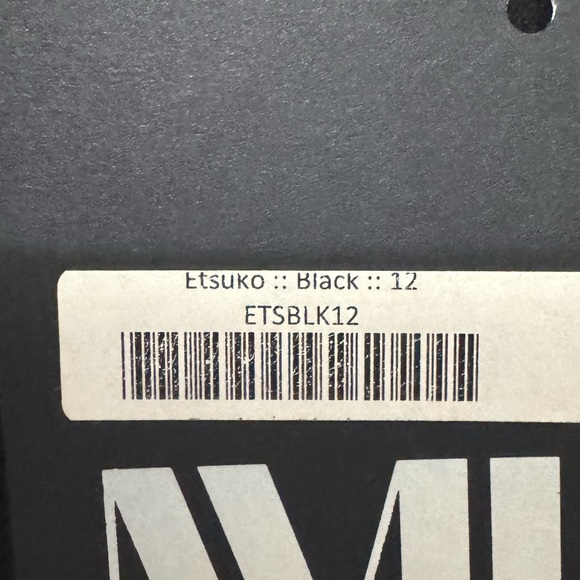 Etsuko :: Black :: 12
ETSBLK12